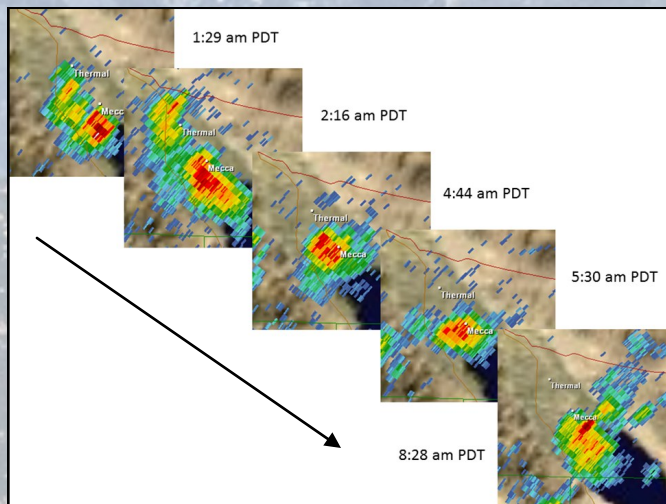 1:29 am PDT
Thermal
Mecc
2:16 am PDT
Thermal
Mecca
4:44 am PDT
Thermal
Mecca
5:30 am PDT
Thermal
Mecca
8:28 am PDT
Thermal
Mecca